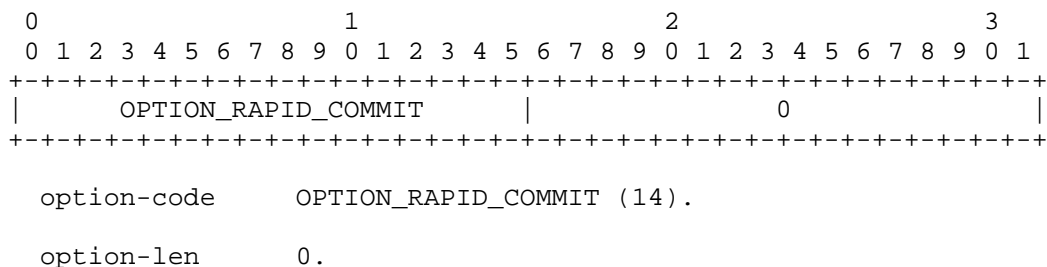 0                   1                   2                   3
 0 1 2 3 4 5 6 7 8 9 0 1 2 3 4 5 6 7 8 9 0 1 2 3 4 5 6 7 8 9 0 1
+-+-+-+-+-+-+-+-+-+-+-+-+-+-+-+-+-+-+-+-+-+-+-+-+-+-+-+-+-+-+-+-+
|      OPTION_RAPID_COMMIT      |               0               |
+-+-+-+-+-+-+-+-+-+-+-+-+-+-+-+-+-+-+-+-+-+-+-+-+-+-+-+-+-+-+-+-+
  option-code     OPTION_RAPID_COMMIT (14).
  option-len      0.